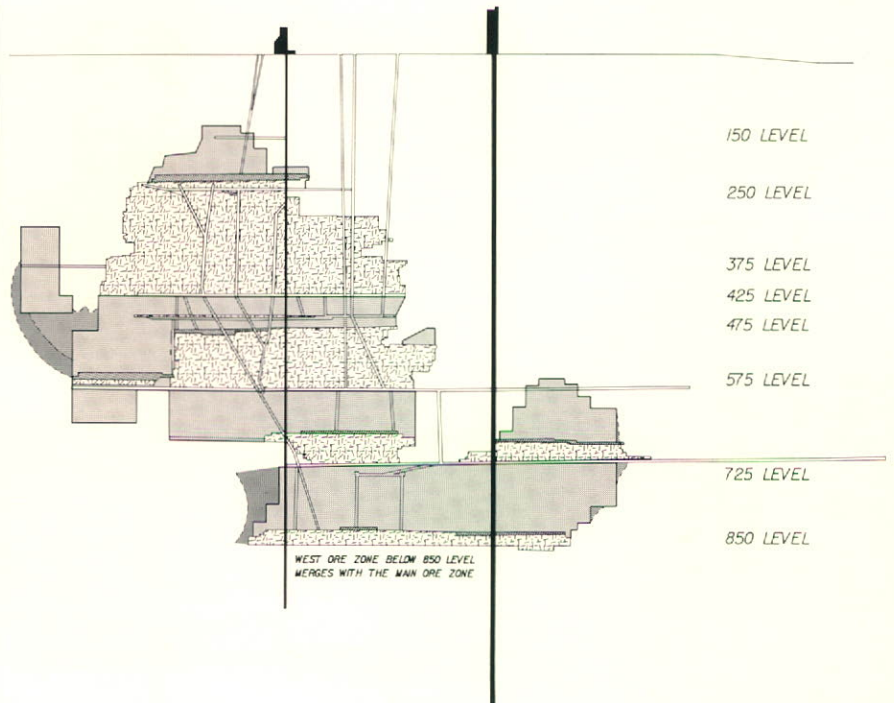 150 LEVEL
250 LEVEL
375 LEVEL
425 LEVEL
475 LEVEL
575 LEVEL
725 LEVEL
850 LEVEL
WEST ORE ZONE BELOW 850 LEVEL
MERGES WITH THE MAIN ORE ZONE